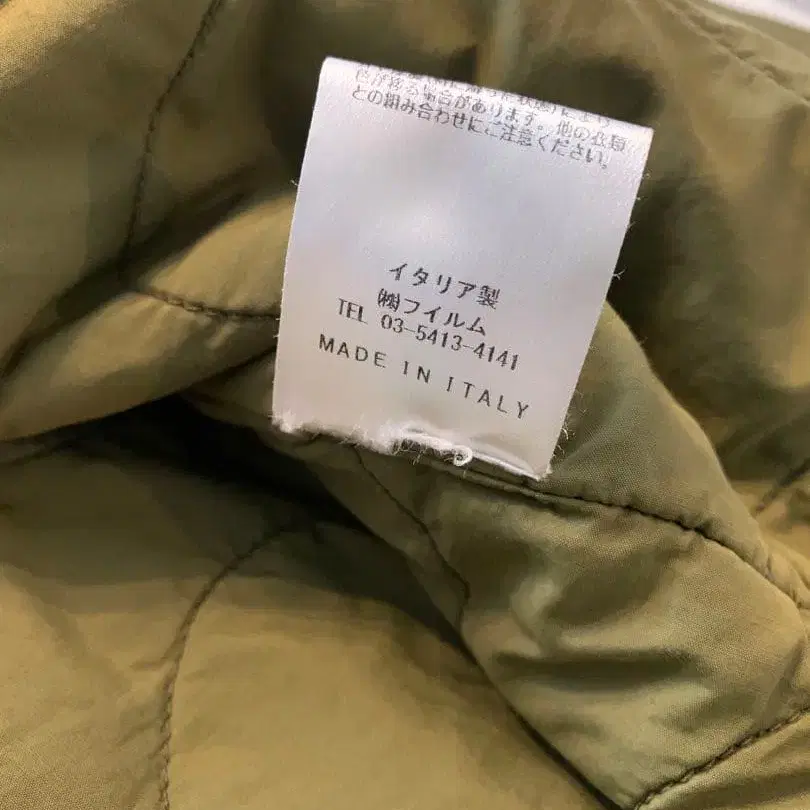 色が移る場合があります。他の衣類
との組み合わせにご注意ください。
イタリア製
㈱フイルム
TEL 03-5413-4141
MADE IN ITALY